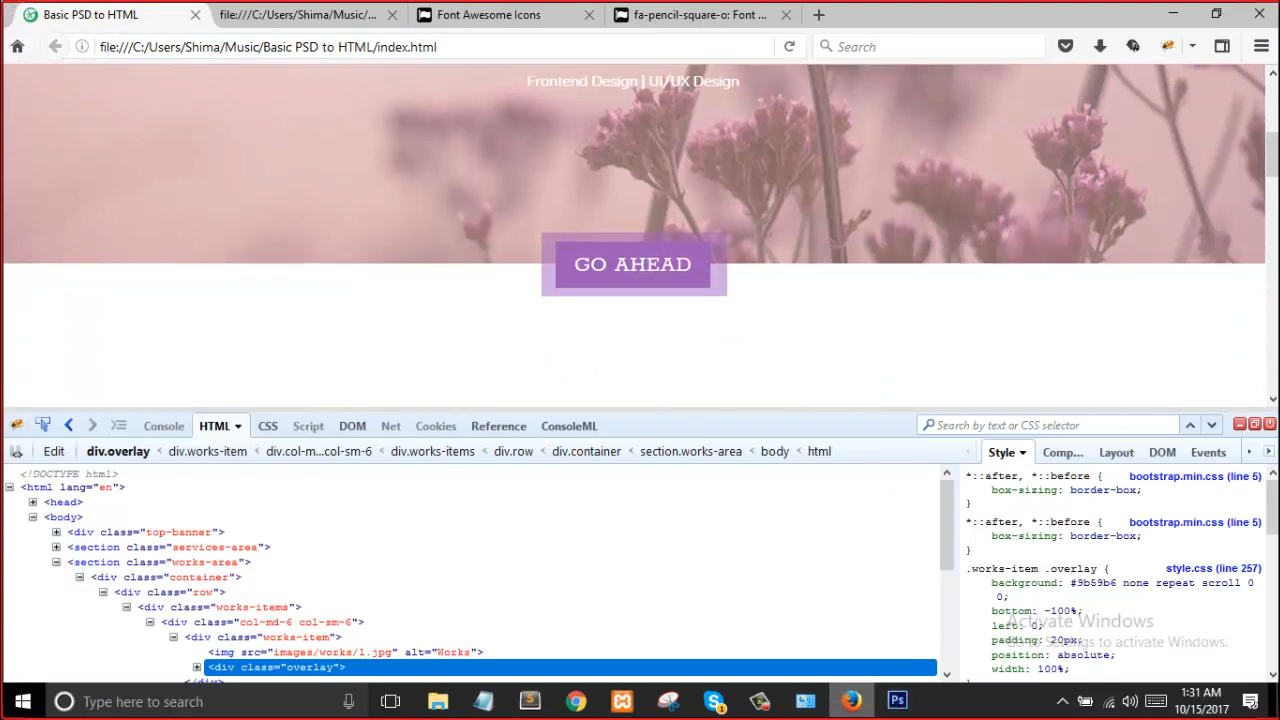 Basic PSD to HTML
file:///C:/Users/Shima/Music/...
Font Awesome Icons
fa-pencil-square-o: Font ...
file:///C:/Users/Shima/Music/Basic PSD to HTML/index.html
Search
Frontend Design | UI/UX Design
GO AHEAD
Console HTML CSS Script DOM Net Cookies Reference ConsoleML
Search by text or CSS selector
Edit div.overlay div.works-item div.col-m...col-sm-6 div.works-items div.row div.container section.works-area body html
Style Comp... Layout DOM Events
<!DOCTYPE html>
<html lang="en">
<head>
<body>
<div class="top-banner">
<section class="services-area">
<section class="works-area">
<div class="container">
<div class="row">
<div class="works-items">
<div class="col-md-6 col-sm-6">
<div class="works-item">
<img src="images/works/1.jpg" alt="Works">
<div class="overlay">
*::after, *::before { bootstrap.min.css (line 5)
box-sizing: border-box;
}
*::after, *::before { bootstrap.min.css (line 5)
box-sizing: border-box;
}
.works-item .overlay { style.css (line 257)
background: #9b59b6 none repeat scroll 0
0;
bottom: -100%;
left: 0;
padding: 20px;
position: absolute;
width: 100%;
Activate Windows
Go to Settings to activate Windows.
Type here to search
1:31 AM
10/15/2017